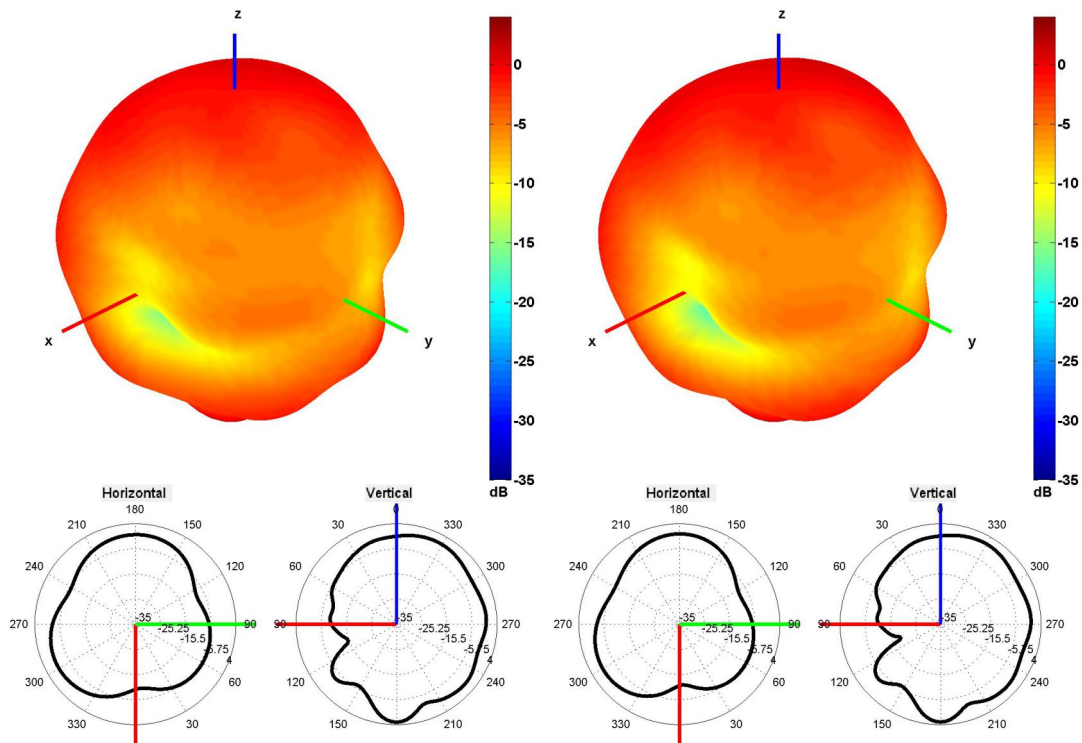 z z
0 0
-5 -5
-10 -10
-15 -15
-20 -20
-25 -25
-30 -30
-35 -35
x y x y
dB dB
Horizontal Vertical Horizontal Vertical
180 0 180 0
210 150 30 330 210 150 30 330
240 120 60 300 240 120 60 300
270 -35 90 -35 270 270 -35 90 -35 270
-25.25 -25.25 -25.25 -25.25
-15.5 -15.5 -15.5 -15.5
-5.75 -5.75 -5.75 -5.75
4 4 4 4
300 60 120 240 300 60 120 240
330 30 150 210 330 30 150 210